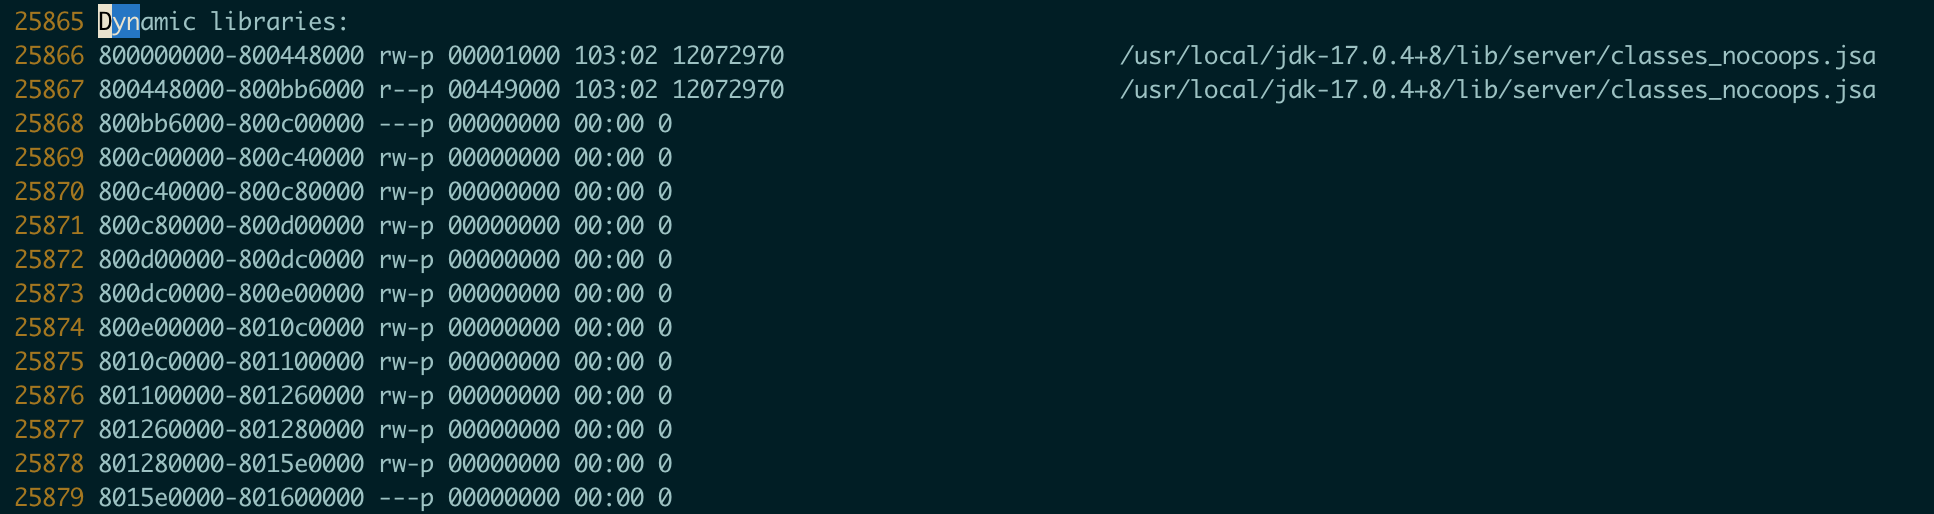 25865 Dynamic libraries:
25866 800000000-800448000 rw-p 00001000 103:02 12072970                        /usr/local/jdk-17.0.4+8/lib/server/classes_nocoops.jsa
25867 800448000-800bb6000 r--p 00449000 103:02 12072970                        /usr/local/jdk-17.0.4+8/lib/server/classes_nocoops.jsa
25868 800bb6000-800c00000 ---p 00000000 00:00 0
25869 800c00000-800c40000 rw-p 00000000 00:00 0
25870 800c40000-800c80000 rw-p 00000000 00:00 0
25871 800c80000-800d00000 rw-p 00000000 00:00 0
25872 800d00000-800dc0000 rw-p 00000000 00:00 0
25873 800dc0000-800e00000 rw-p 00000000 00:00 0
25874 800e00000-8010c0000 rw-p 00000000 00:00 0
25875 8010c0000-801100000 rw-p 00000000 00:00 0
25876 801100000-801260000 rw-p 00000000 00:00 0
25877 801260000-801280000 rw-p 00000000 00:00 0
25878 801280000-8015e0000 rw-p 00000000 00:00 0
25879 8015e0000-801600000 ---p 00000000 00:00 0